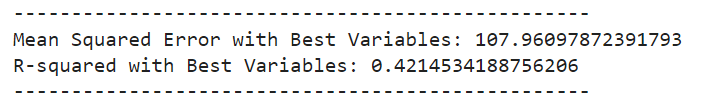 --------------------------------------------------
Mean Squared Error with Best Variables: 107.96097872391793
R-squared with Best Variables: 0.4214534188756206
--------------------------------------------------